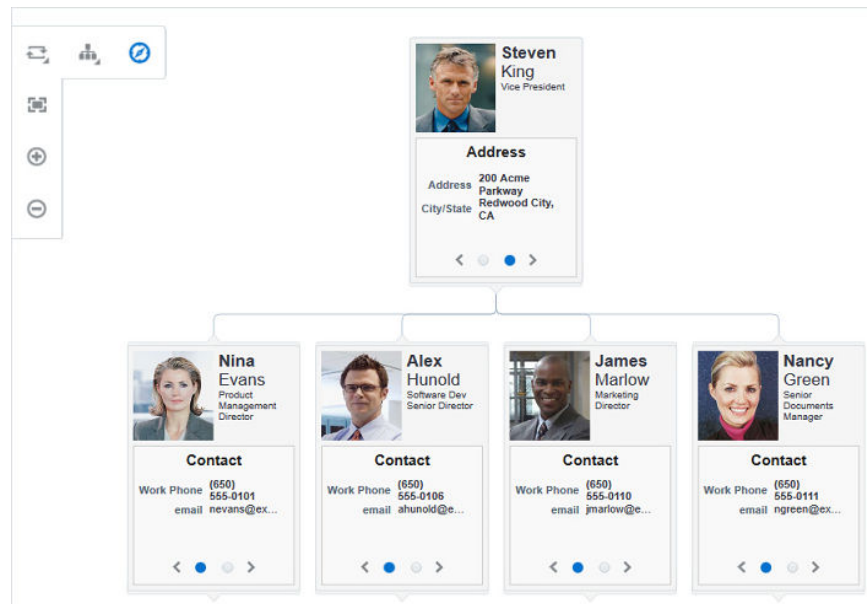 Steven
King
Vice President
Address
Address 200 Acme
Parkway
City/State Redwood City,
CA
Nina
Evans
Product
Management
Director
Contact
Work Phone (650)
555-0101
email nevans@ex...
Alex
Hunold
Software Dev
Senior Director
Contact
Work Phone (650)
555-0106
email ahunold@e...
James
Marlow
Marketing
Director
Contact
Work Phone (650)
555-0110
email jmarlow@e...
Nancy
Green
Senior
Documents
Manager
Contact
Work Phone (650)
555-0111
email ngreen@ex...